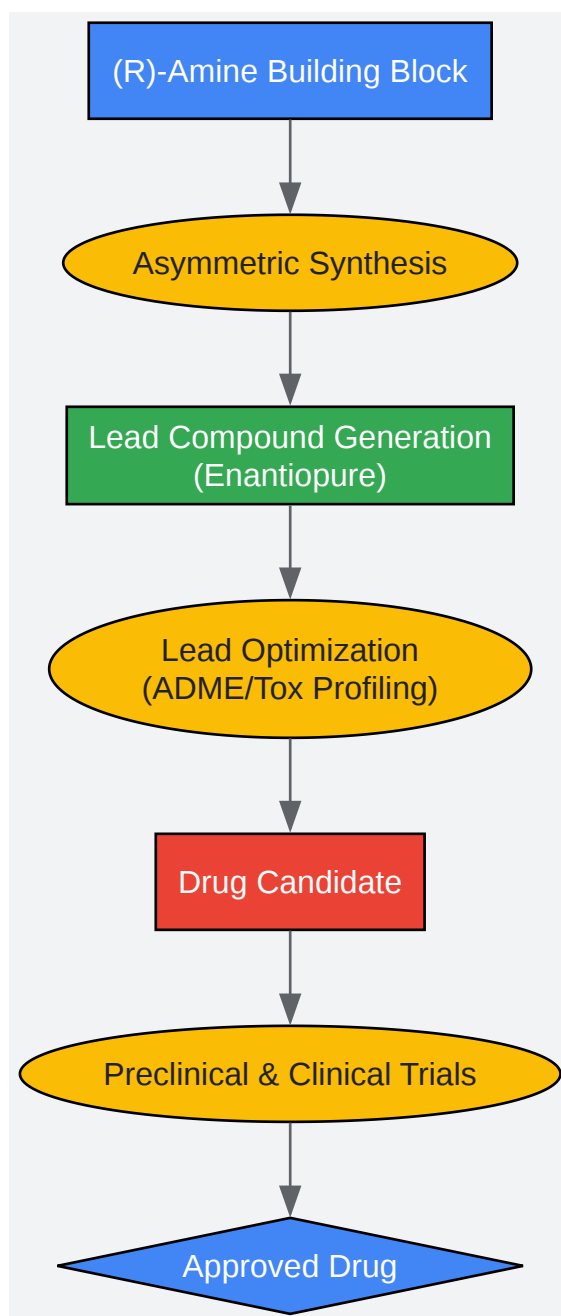 (R)-Amine Building Block
Asymmetric Synthesis
Lead Compound Generation
(Enantiopure)
Lead Optimization
(ADME/Tox Profiling)
Drug Candidate
Preclinical & Clinical Trials
Approved Drug